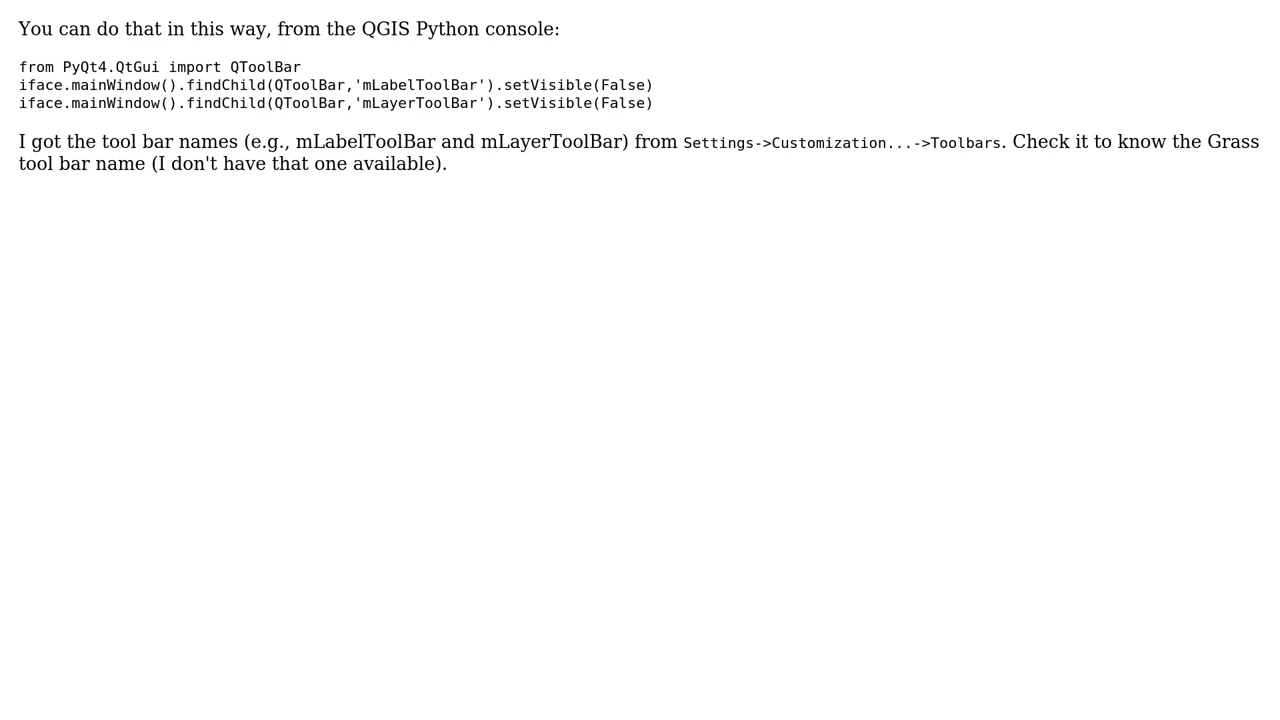 You can do that in this way, from the QGIS Python console:
from PyQt4.QtGui import QToolBar
iface.mainWindow().findChild(QToolBar,'mLabelToolBar').setVisible(False)
iface.mainWindow().findChild(QToolBar,'mLayerToolBar').setVisible(False)
I got the tool bar names (e.g., mLabelToolBar and mLayerToolBar) from Settings->Customization...->Toolbars. Check it to know the Grass
tool bar name (I don't have that one available).